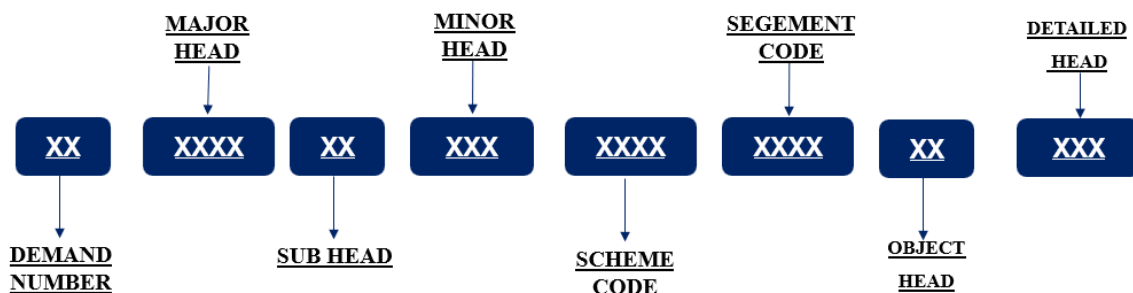 MAJOR
HEAD
MINOR
HEAD
SEGEMENT
CODE
DETAILED
HEAD
XX XXXX XX XXX XXXX XXXX XX XXX
DEMAND
NUMBER
SUB HEAD
SCHEME
CODE
OBJECT
HEAD